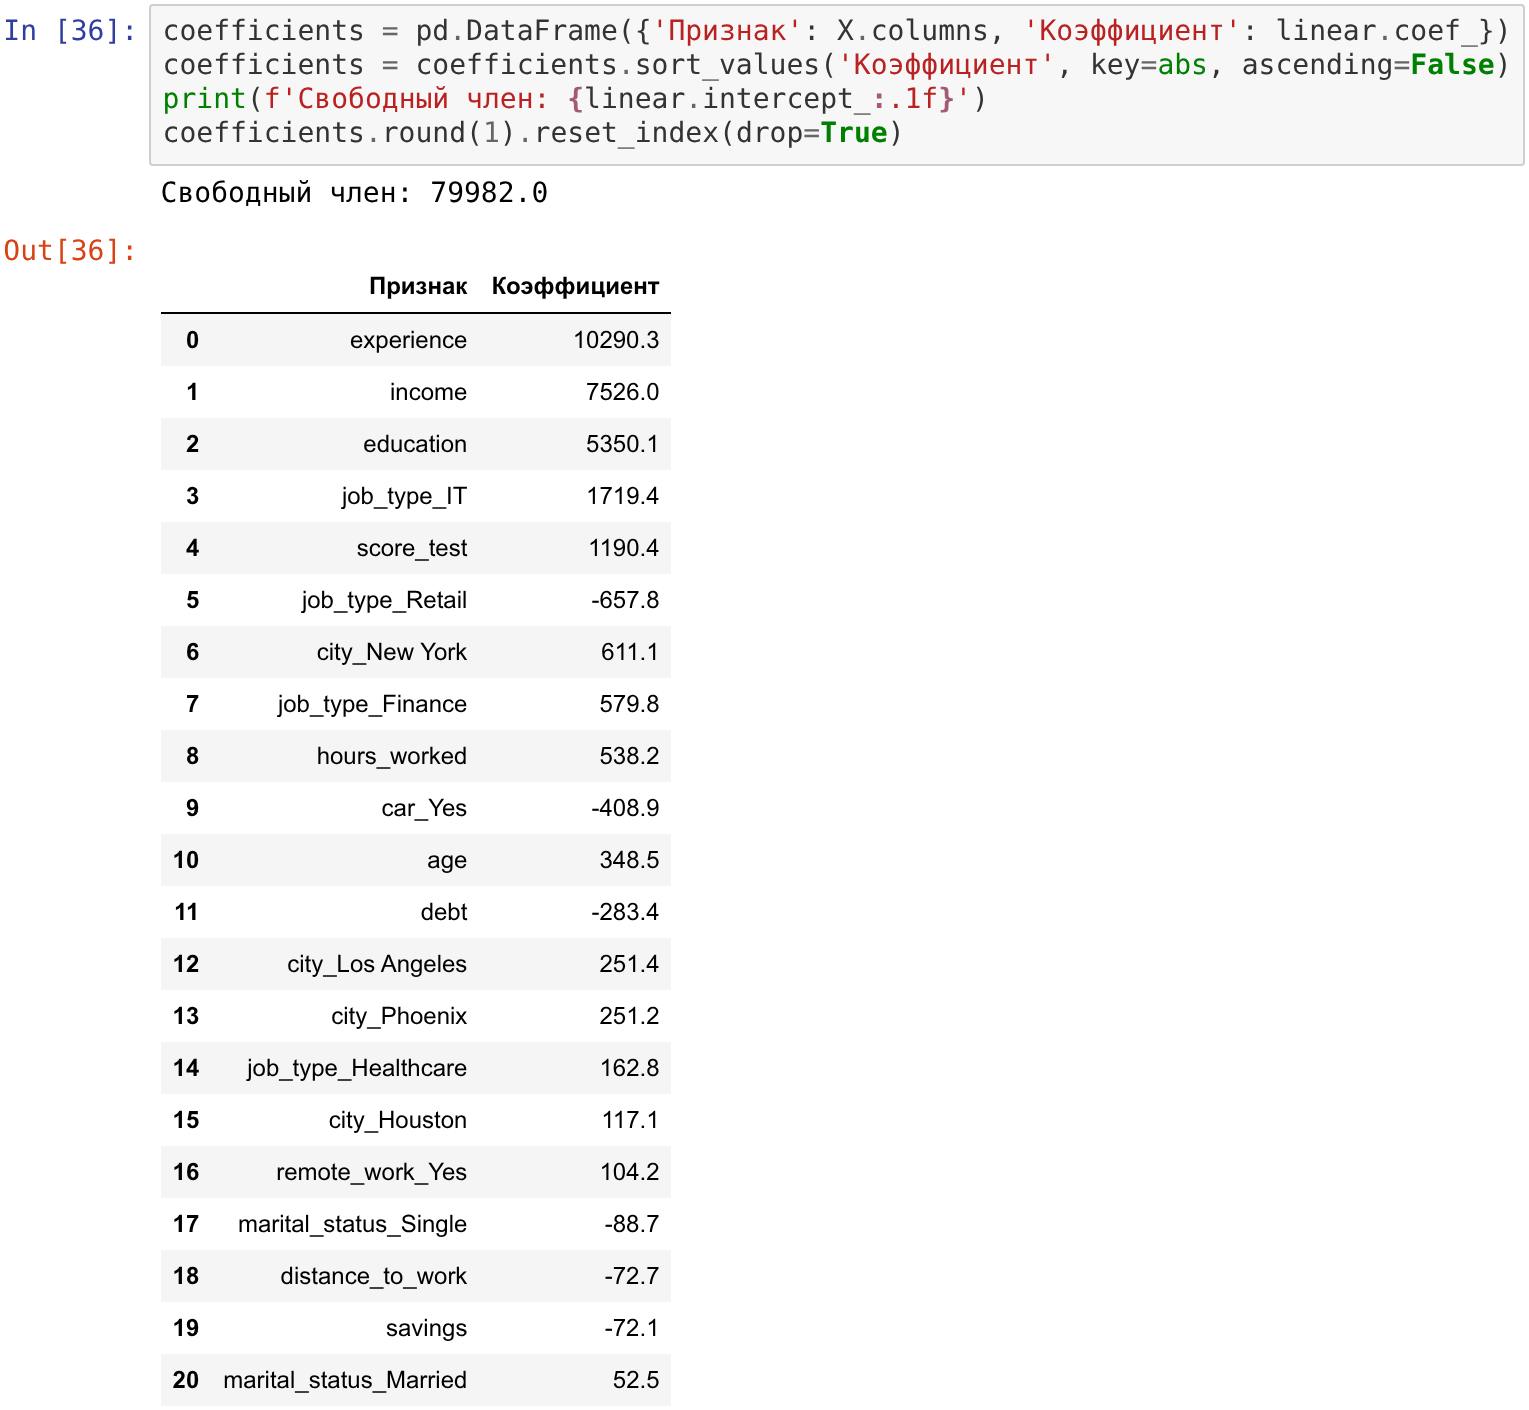 In [36]: coefficients = pd.DataFrame({'Признак': X.columns, 'Коэффициент': linear.coef_})
coefficients = coefficients.sort_values('Коэффициент', key=abs, ascending=False)
print(f'Свободный член: {linear.intercept_:.1f}')
coefficients.round(1).reset_index(drop=True)
Свободный член: 79982.0
Out[36]:
Признак Коэффициент
0 experience 10290.3
1 income 7526.0
2 education 5350.1
3 job_type_IT 1719.4
4 score_test 1190.4
5 job_type_Retail -657.8
6 city_New York 611.1
7 job_type_Finance 579.8
8 hours_worked 538.2
9 car_Yes -408.9
10 age 348.5
11 debt -283.4
12 city_Los Angeles 251.4
13 city_Phoenix 251.2
14 job_type_Healthcare 162.8
15 city_Houston 117.1
16 remote_work_Yes 104.2
17 marital_status_Single -88.7
18 distance_to_work -72.7
19 savings -72.1
20 marital_status_Married 52.5